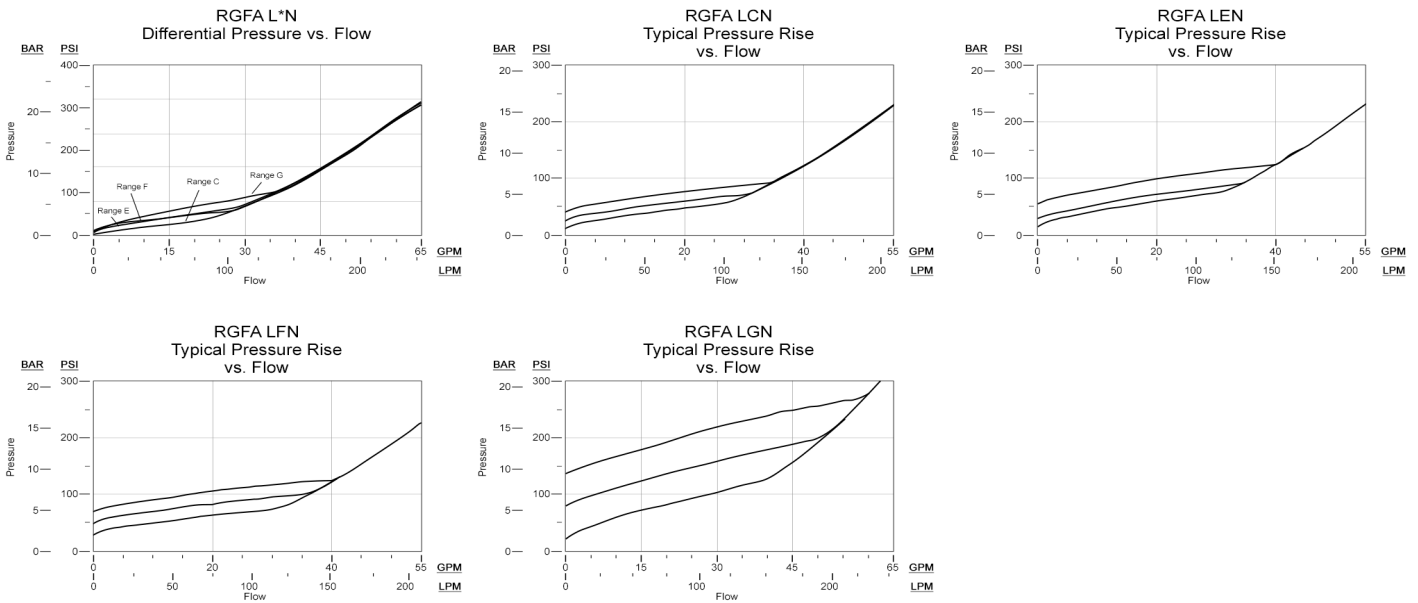 RGFA L*N
Differential Pressure vs. Flow
BAR PSI
400
300
20
200
10
100
0 0
Pressure
Range E
Range F
Range C
Range G
0 15 30 45 65 GPM
0 100 200 LPM
Flow
RGFA LCN
Typical Pressure Rise
vs. Flow
BAR PSI
300
20
15
200
10
100
5
0 0
Pressure
0 20 40 55 GPM
0 50 100 150 200 LPM
Flow
RGFA LEN
Typical Pressure Rise
vs. Flow
BAR PSI
300
20
15
200
10
100
5
0 0
Pressure
0 20 40 55 GPM
0 50 100 150 200 LPM
Flow
RGFA LFN
Typical Pressure Rise
vs. Flow
BAR PSI
300
20
15
200
10
100
5
0 0
Pressure
0 20 40 55 GPM
0 50 100 150 200 LPM
Flow
RGFA LGN
Typical Pressure Rise
vs. Flow
BAR PSI
300
20
15
200
10
100
5
0 0
Pressure
0 15 30 45 65 GPM
0 100 200 LPM
Flow